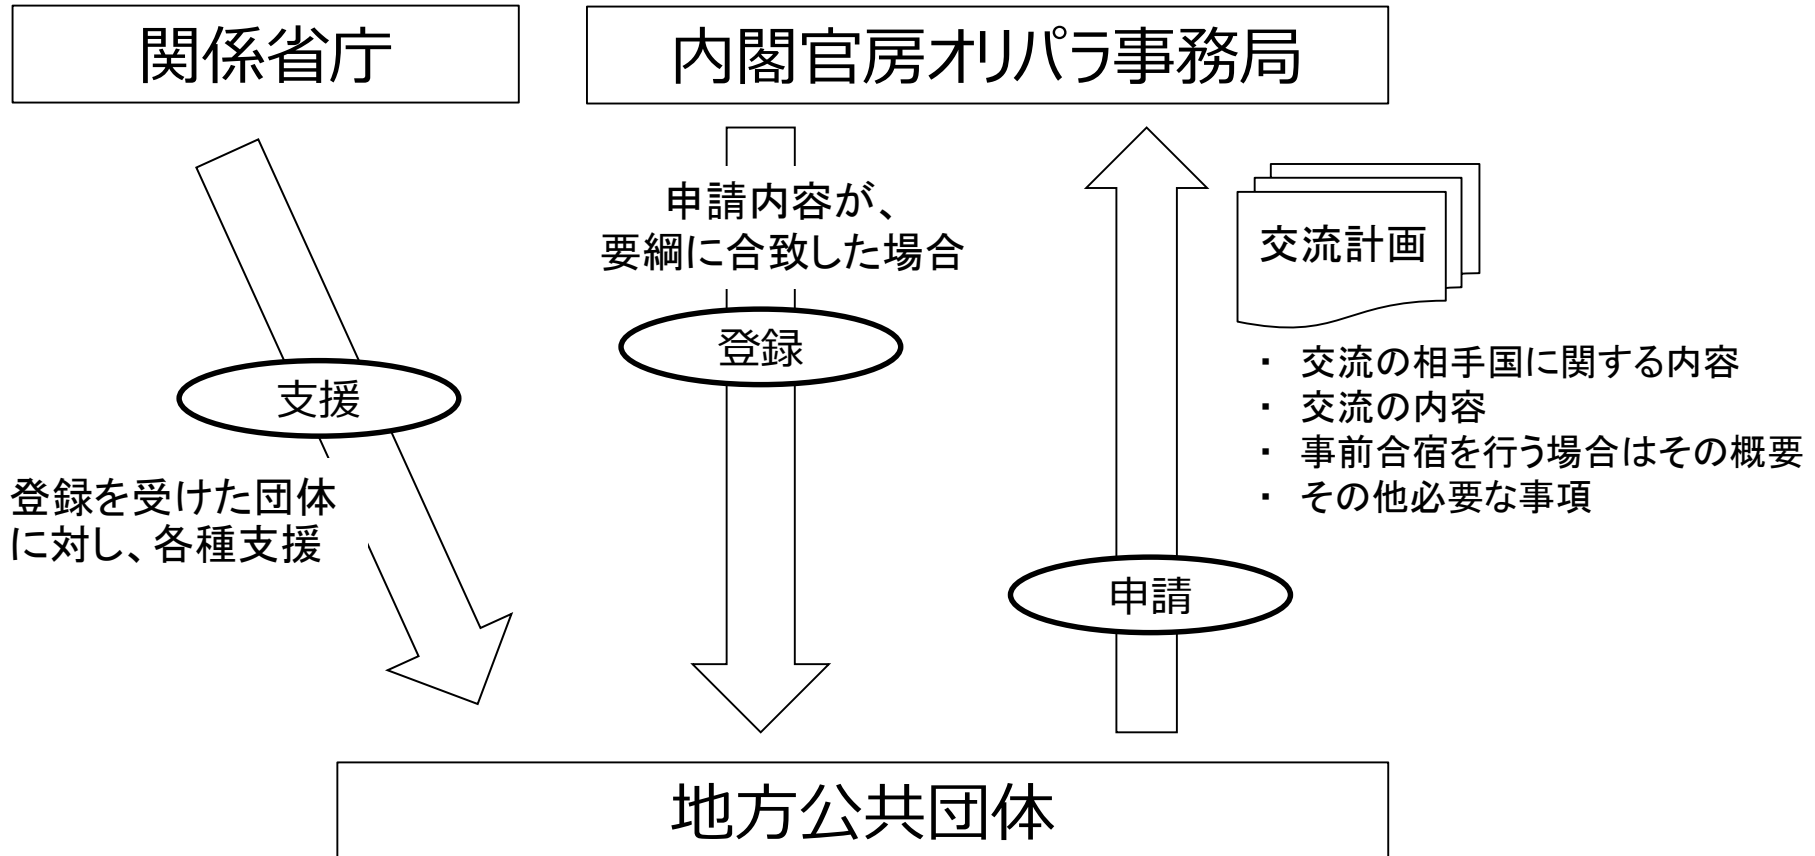 関係省庁
内閣官房オリパラ事務局
申請内容が、
要綱に合致した場合
登録
交流計画
・ 交流の相手国に関する内容
・ 交流の内容
・ 事前合宿を行う場合はその概要
・ その他必要な事項
支援
登録を受けた団体
に対し、各種支援
申請
地方公共団体